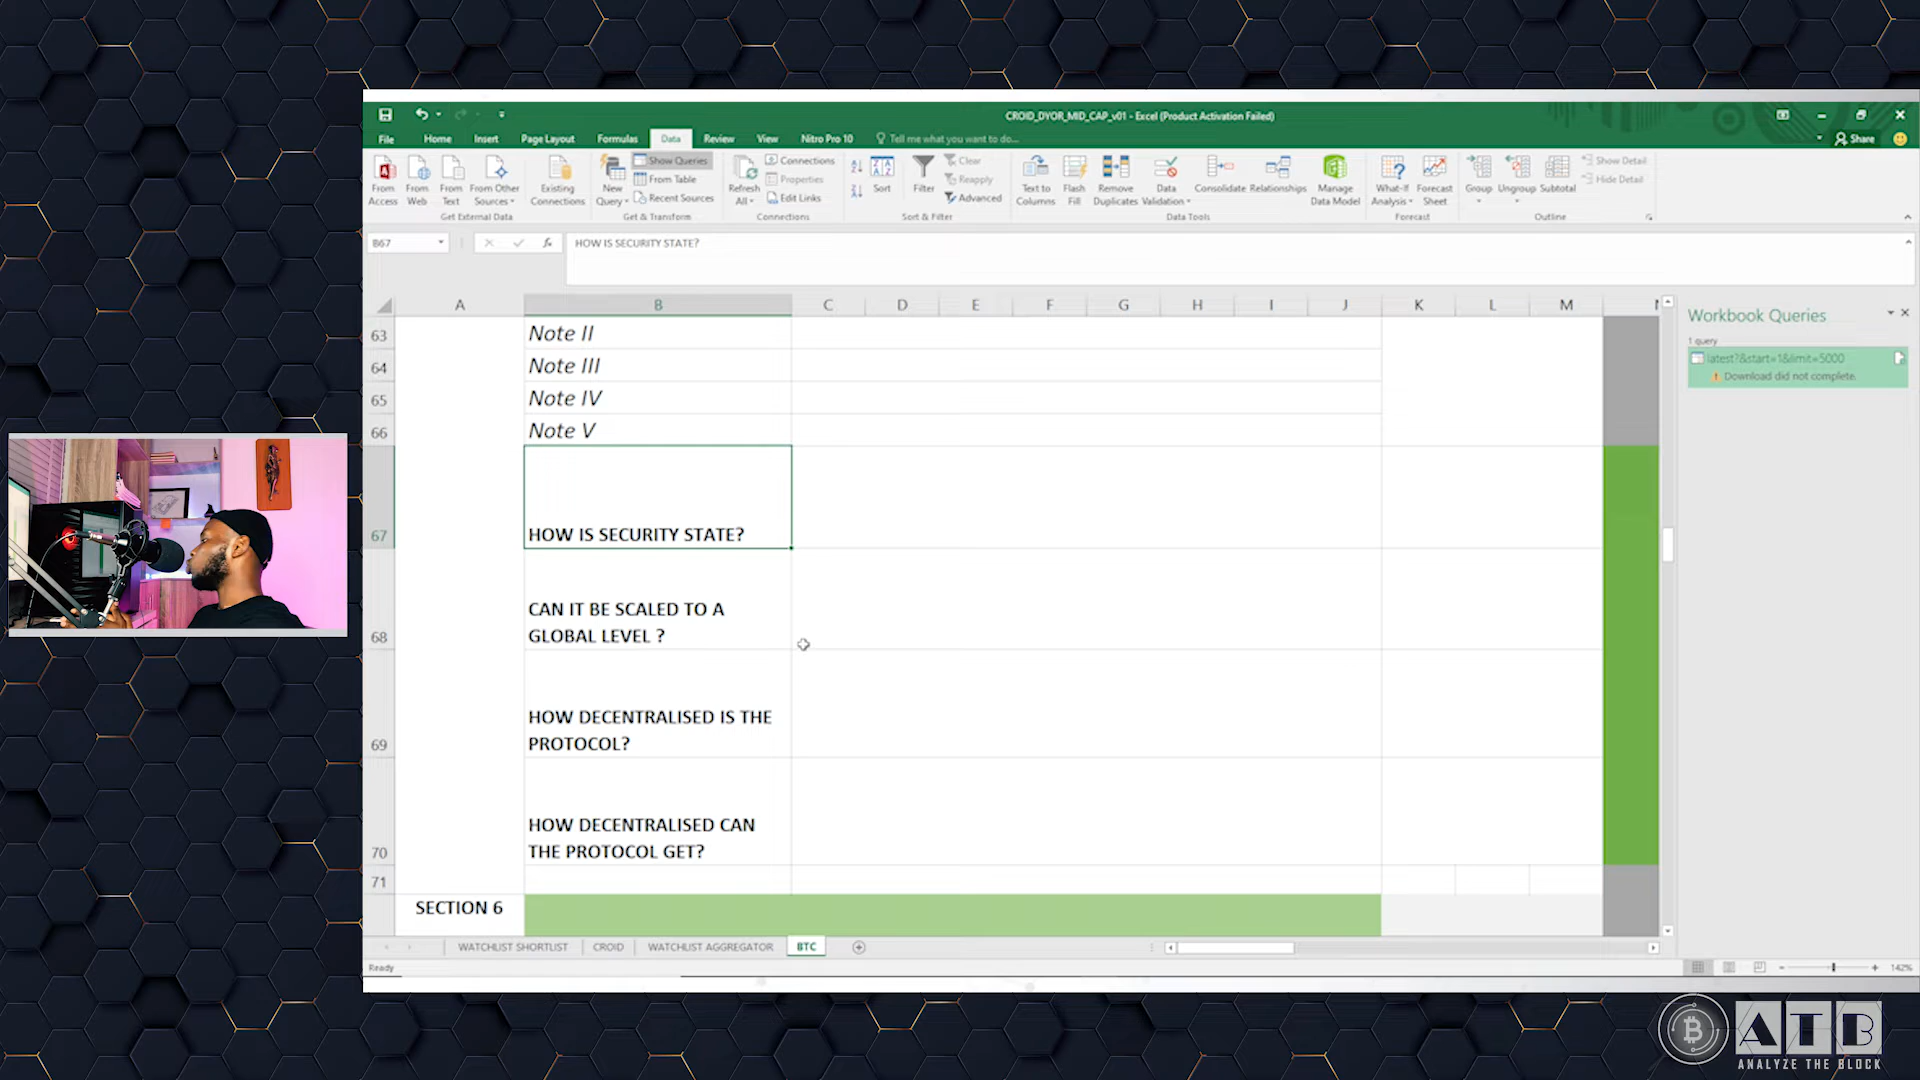 CROID_DYOR_MID_CAP_v01 - Excel (Product Activation Failed)
File Home Insert Page Layout Formulas Data Review View Nitro Pro 10 Tell me what you want to do... Share
From Access
From Web
From Text
From Other Sources
Existing Connections
Get External Data
New Query
Show Queries
From Table
Recent Sources
Get & Transform
Refresh All
Connections
Properties
Edit Links
Connections
Sort
Filter
Clear
Reapply
Advanced
Sort & Filter
Text to Columns
Flash Fill
Remove Duplicates
Data Validation
Consolidate
Relationships
Manage Data Model
Data Tools
What-If Analysis
Forecast Sheet
Forecast
Group
Ungroup
Subtotal
Show Detail
Hide Detail
Outline
B67 fx HOW IS SECURITY STATE?
A B C D E F G H I J K L M
63 Note II
64 Note III
65 Note IV
66 Note V
67 HOW IS SECURITY STATE?
CAN IT BE SCALED TO A
68 GLOBAL LEVEL ?
HOW DECENTRALISED IS THE
69 PROTOCOL?
HOW DECENTRALISED CAN
70 THE PROTOCOL GET?
71
SECTION 6
Workbook Queries
1 query
latest?&start=1&limit=5000
Download did not complete.
WATCHLIST SHORTLIST CROID WATCHLIST AGGREGATOR BTC
Ready
142%
ATB
ANALYZE THE BLOCK